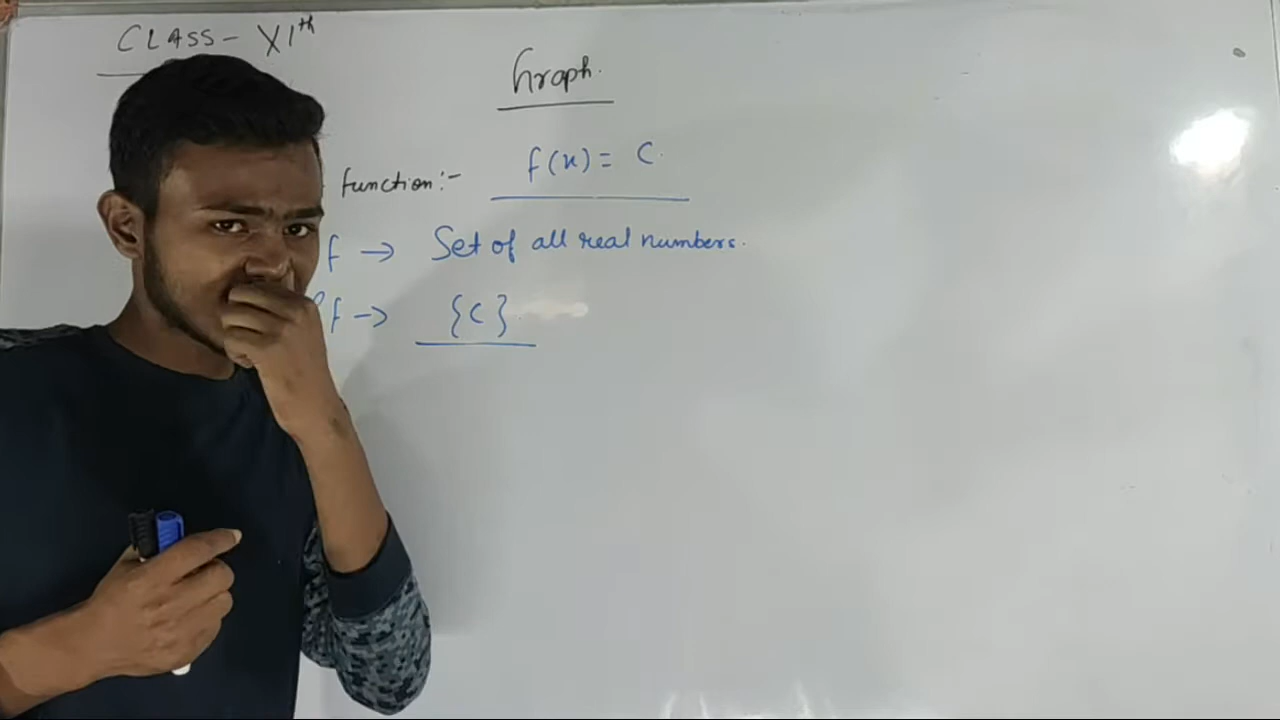 CLASS - XIth
Graph.
function:- f(x) = C.
f → Set of all real numbers.
f → {C}.